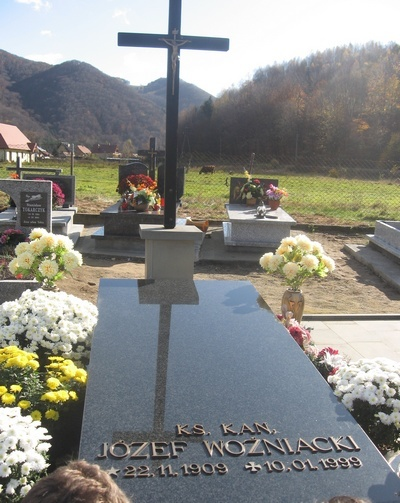 KS. KAN.
JÓZEF WOŹNIACKI
* 22.11.1909 ✢ 10.01.1999